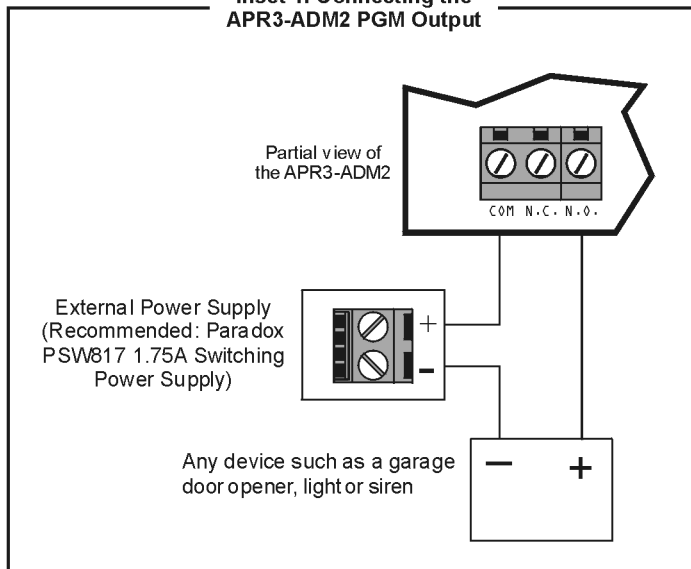 APR3-ADM2 PGM Output
Partial view of
the APR3-ADM2
COM N.C. N.O.
External Power Supply
(Recommended: Paradox
PSW817 1.75A Switching
Power Supply)
+
-
Any device such as a garage
door opener, light or siren
- +